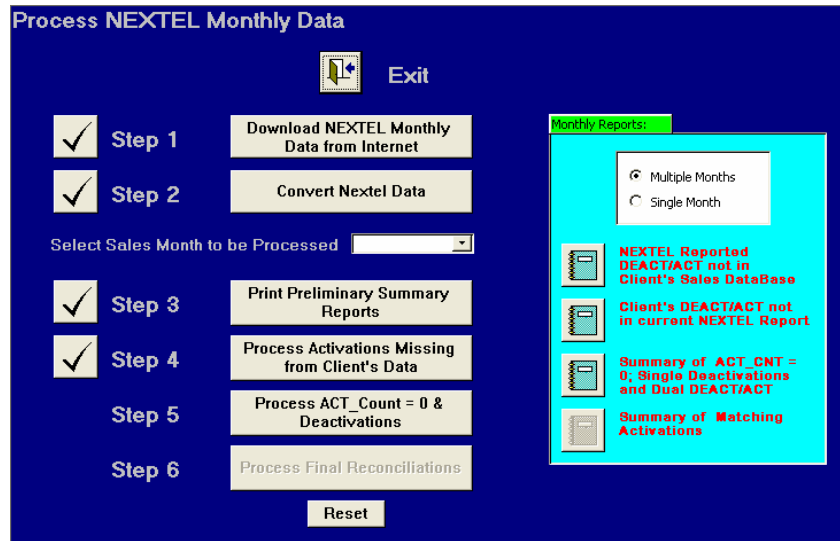 Process NEXTEL Monthly Data
Exit
Step 1
Download NEXTEL Monthly
Data from Internet
Step 2
Convert Nextel Data
Select Sales Month to be Processed
Step 3
Print Preliminary Summary
Reports
Step 4
Process Activations Missing
from Client's Data
Step 5
Process ACT_Count = 0 &
Deactivations
Step 6
Process Final Reconciliations
Reset
Monthly Reports:
Multiple Months
Single Month
NEXTEL Reported
DEACT/ACT not in
Client's Sales DataBase
Client's DEACT/ACT not
in current NEXTEL Report
Summary of ACT_CNT =
0; Single Deactivations
and Dual DEACT/ACT
Summary of Matching
Activations